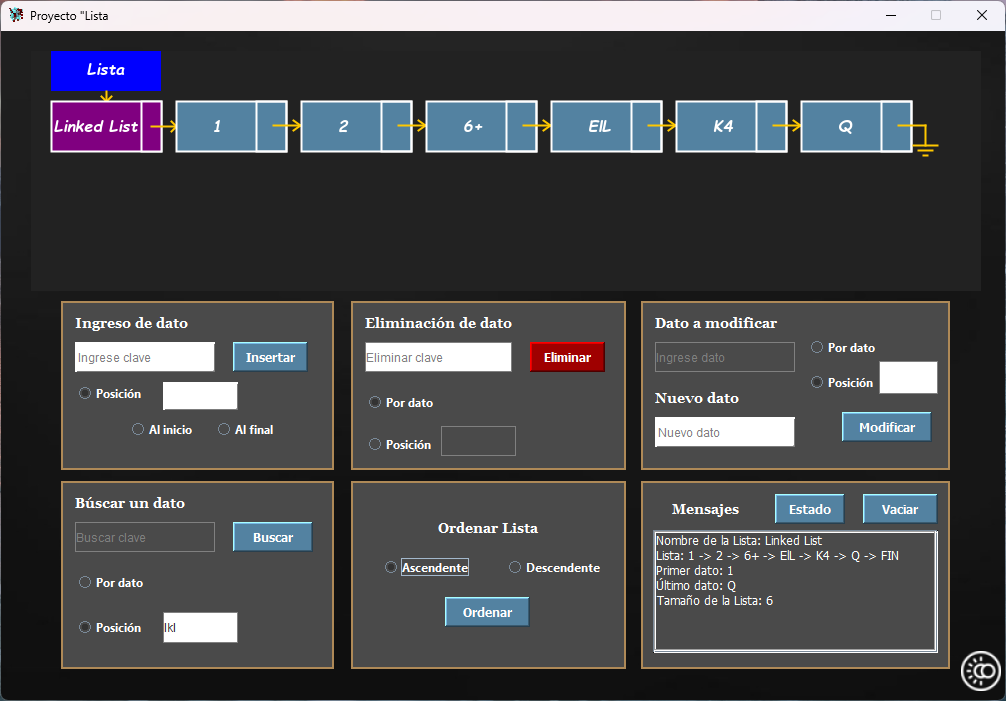 Proyecto "Lista
Lista
Linked List
1
2
6+
ElL
K4
Q
Ingreso de dato
Ingrese clave
Insertar
Posición
Al inicio
Al final
Eliminación de dato
Eliminar clave
Eliminar
Por dato
Posición
Dato a modificar
Ingrese dato
Por dato
Posición
Nuevo dato
Nuevo dato
Modificar
Búscar un dato
Buscar clave
Buscar
Por dato
Posición
lkl
Ordenar Lista
Ascendente
Descendente
Ordenar
Mensajes
Estado
Vaciar
Nombre de la Lista: Linked List
Lista: 1 -> 2 -> 6+ -> ElL -> K4 -> Q -> FIN
Primer dato: 1
Último dato: Q
Tamaño de la Lista: 6